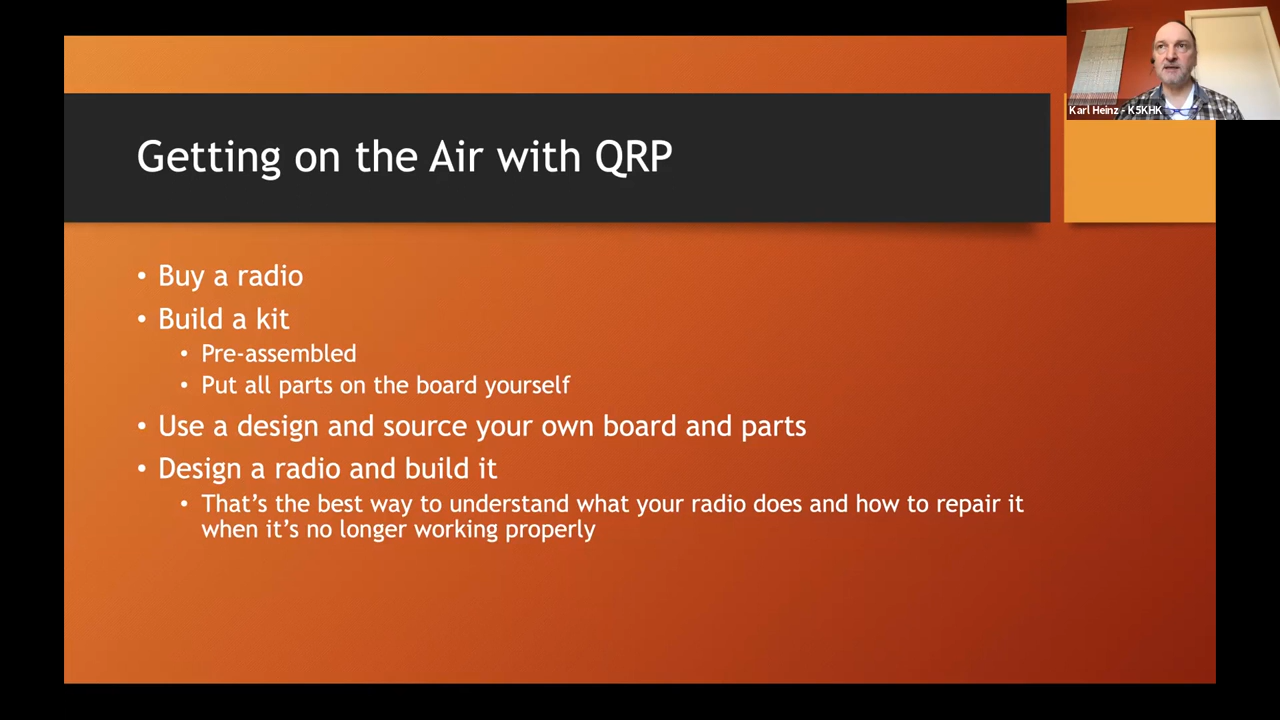 Karl Heinz - K5KHK
Getting on the Air with QRP
• Buy a radio
• Build a kit
• Pre-assembled
• Put all parts on the board yourself
• Use a design and source your own board and parts
• Design a radio and build it
• That's the best way to understand what your radio does and how to repair it
when it's no longer working properly